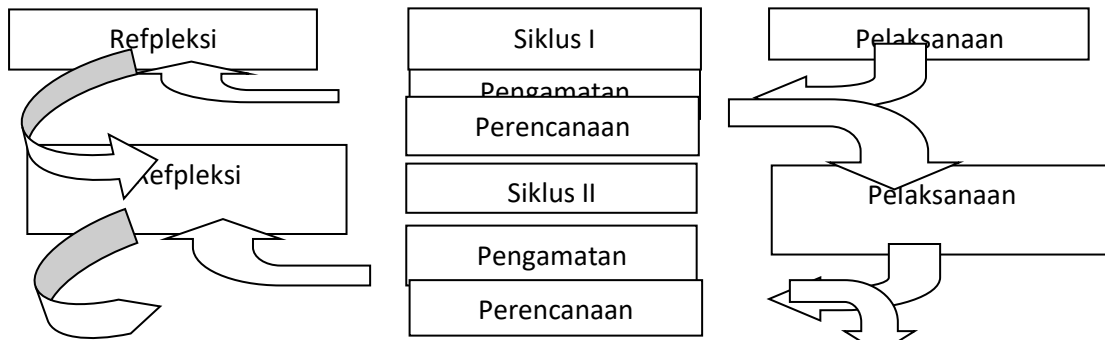 Refpleksi
Siklus I
Pelaksanaan
Pengamatan
Perencanaan
Refpleksi
Siklus II
Pelaksanaan
Pengamatan
Perencanaan